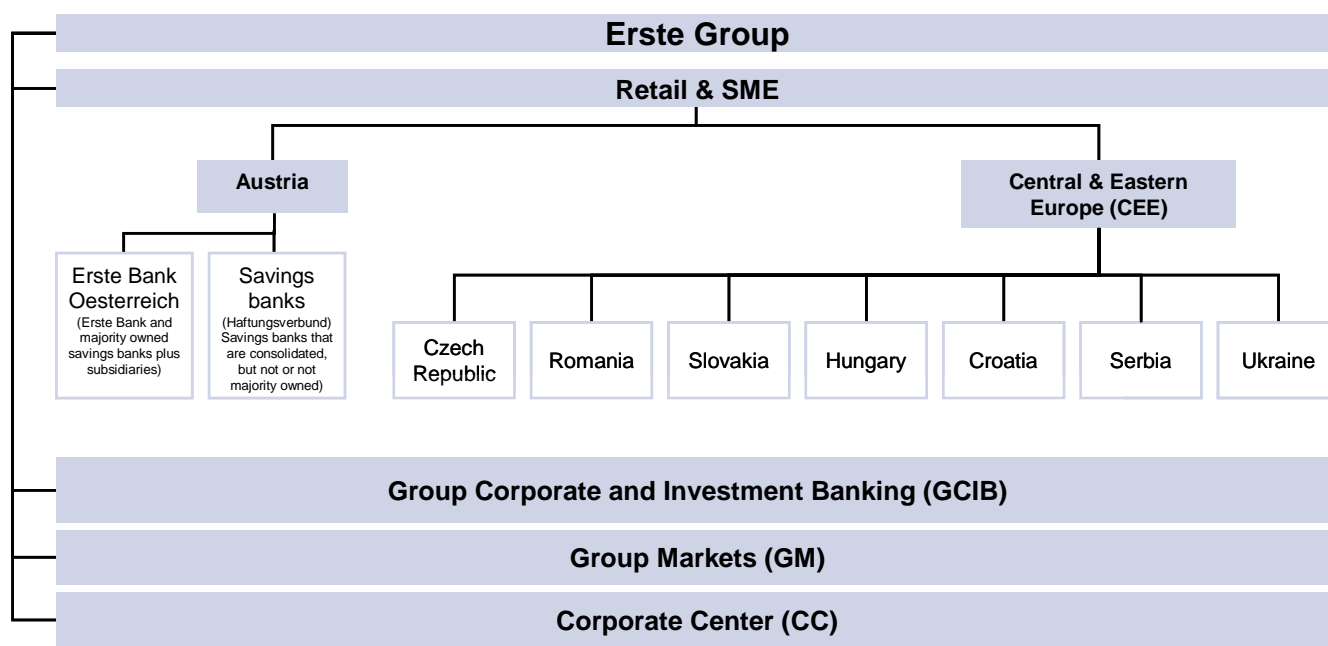 Erste Group
Retail & SME
Austria
Central & Eastern
Europe (CEE)
Erste Bank
Oesterreich
(Erste Bank and
majority owned
savings banks plus
subsidiaries)
Savings
banks
(Haftungsverbund)
Savings banks that
are consolidated,
but not or not
majority owned)
Czech
Republic
Romania
Slovakia
Hungary
Croatia
Serbia
Ukraine
Group Corporate and Investment Banking (GCIB)
Group Markets (GM)
Corporate Center (CC)